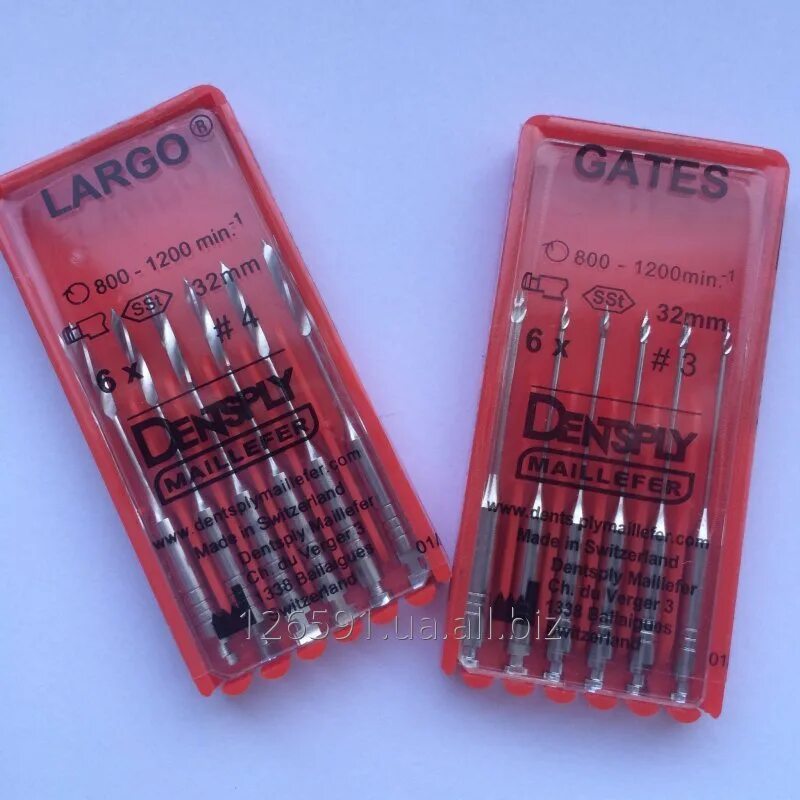 LARGO®
800 - 1200 min.-1
SSt 32mm
6 x # 4
DENTSPLY
MAILLEFER
www.dentsplymaillefer.com
Made in Switzerland
Dentsply Maillefer
Ch. du Verger 3
1338 Ballaigues
Switzerland
01
GATES
800 - 1200min.-1
SSt 32mm
6 x # 3
DENTSPLY
MAILLEFER
www.dentsplymaillefer.com
Made in Switzerland
Dentsply Maillefer
Ch. du Verger 3
1338 Ballaigues
Switzerland
01
126591.ua.all.biz